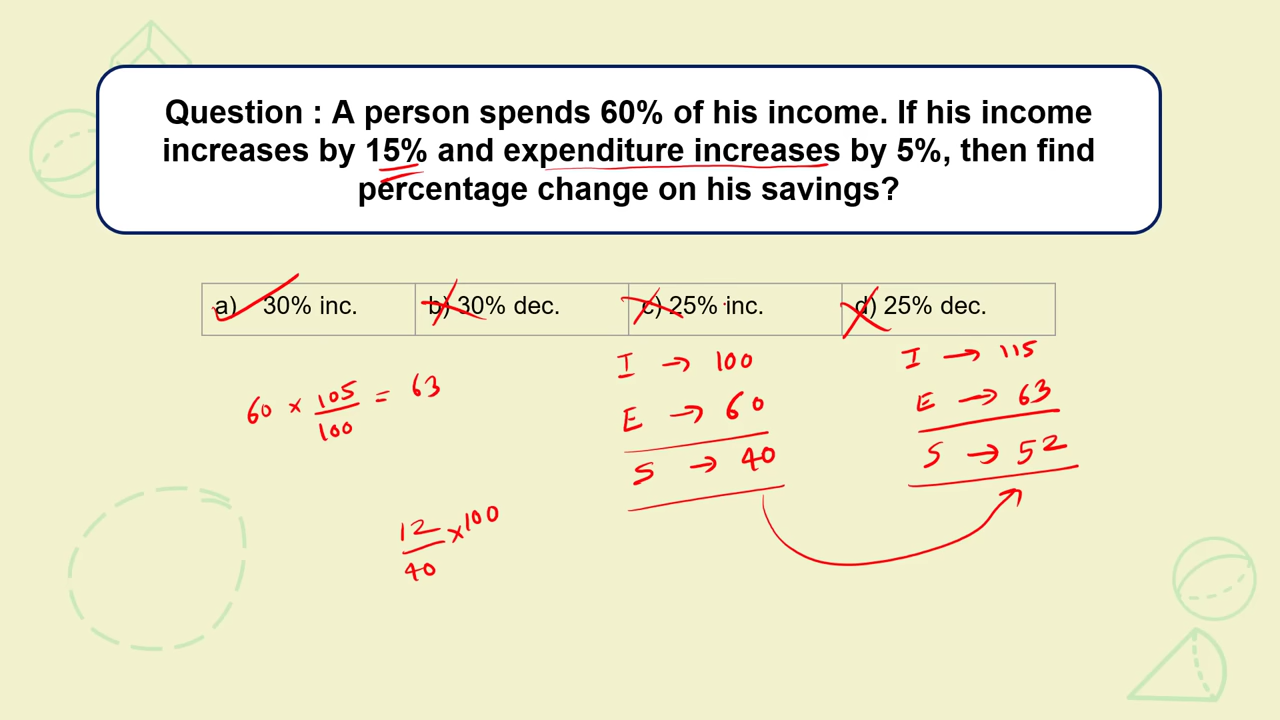 Question : A person spends 60% of his income. If his income
increases by 15% and expenditure increases by 5%, then find
percentage change on his savings?
a) 30% inc. b) 30% dec. c) 25% inc. d) 25% dec.
60 × 105/100 = 63
I → 100
E → 60
S → 40
I → 115
E → 63
S → 52
12/40 × 100